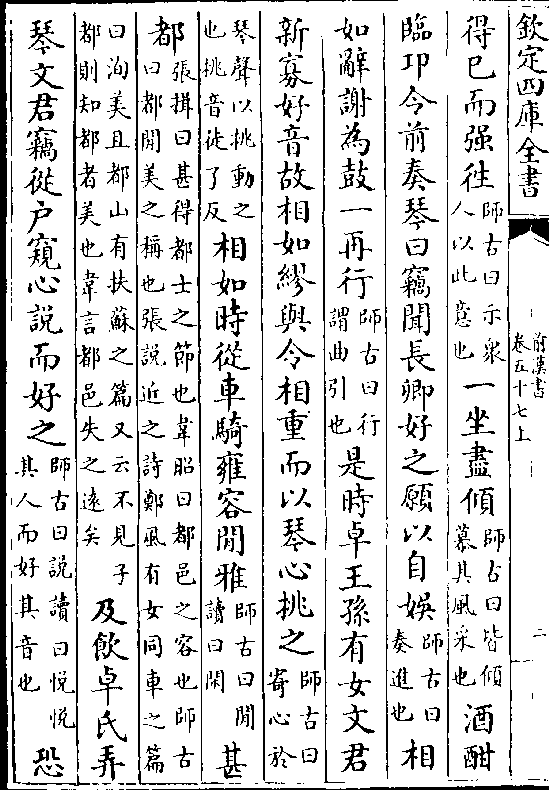 欽定四庫全書
前漢書
卷五十七上
二
得已而强往師古曰示衆人以此意也一坐盡傾師古曰皆傾慕其風采也酒酣
臨卭令前奏琴曰竊聞長卿好之願以自娛師古曰奏進也相
如辭謝為鼓一再行師古曰行謂曲引也是時卓王孫有女文君
新寡好音故相如繆與令相重而以琴心挑之師古曰寄心於
琴聲以挑動之也挑音徒了反相如時從車騎雍容閒雅師古曰閒讀曰閑甚
都張揖曰甚得都士之節也韋昭曰都邑之容也師古曰都閒美之稱也張說近之詩鄭風有女同車之篇
曰洵美且都山有扶蘇之篇又云不見子都則知都者美也韋言都邑失之遠矣及飲卓氏弄
琴文君竊從户窺心說而好之師古曰說讀曰悅悅其人而好其音也恐